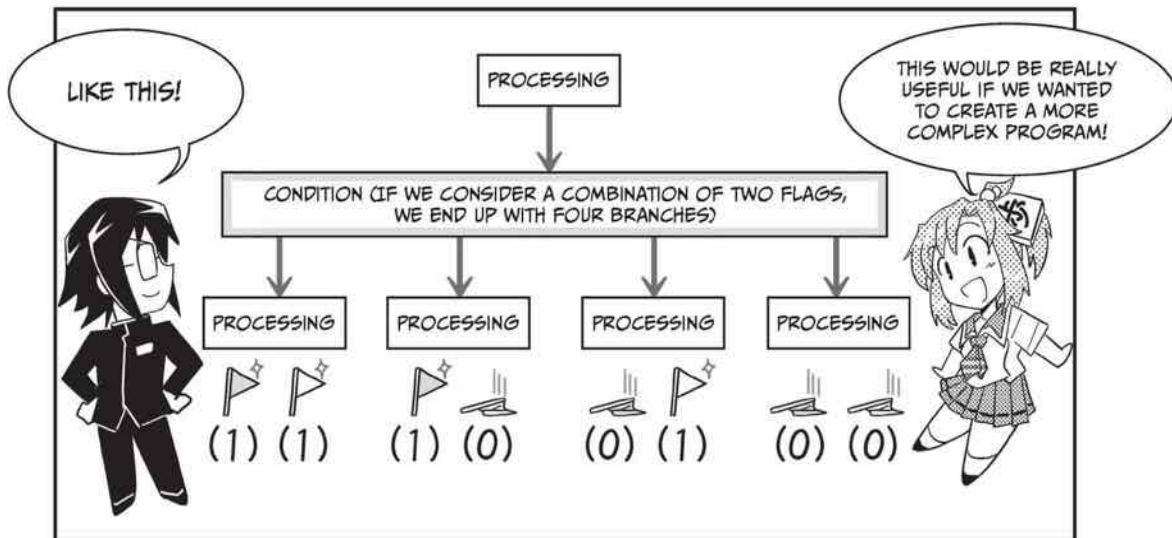 LIKE THIS!
PROCESSING
THIS WOULD BE REALLY
USEFUL IF WE WANTED
TO CREATE A MORE
COMPLEX PROGRAM!
CONDITION (IF WE CONSIDER A COMBINATION OF TWO FLAGS,
WE END UP WITH FOUR BRANCHES)
PROCESSING PROCESSING PROCESSING PROCESSING
(1) (1) (1) (0) (0) (1) (0) (0)